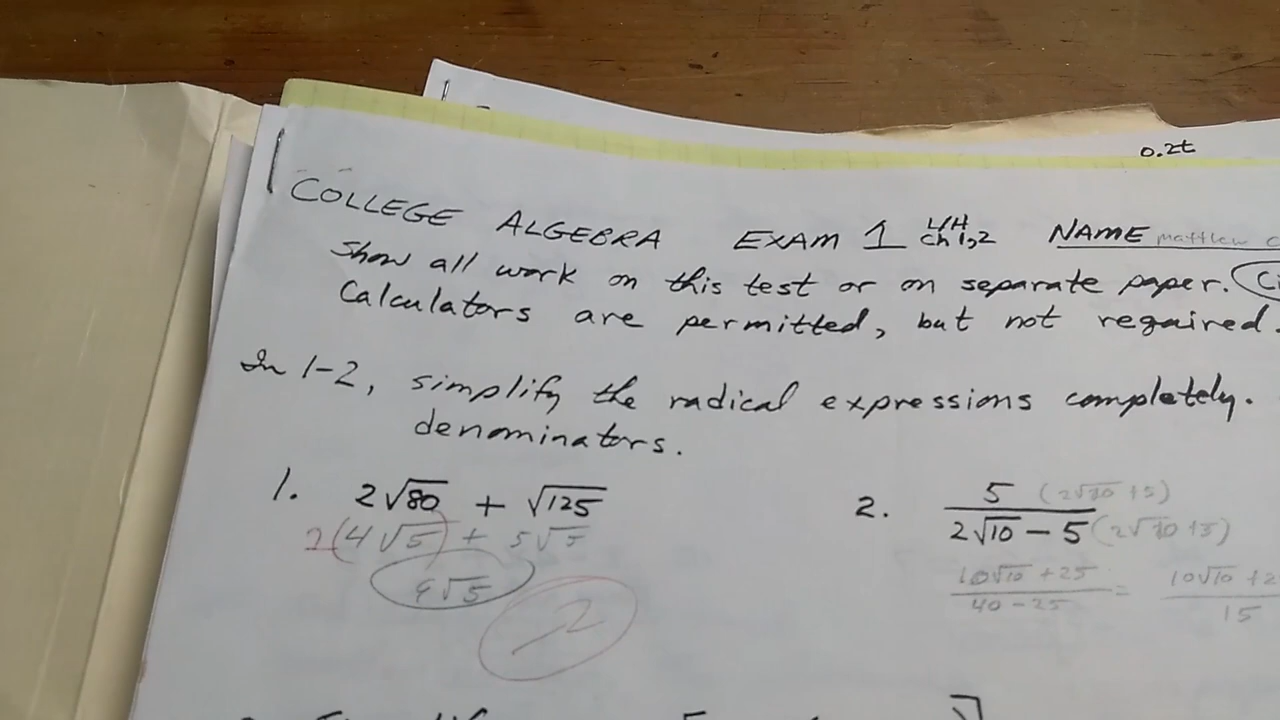 0.2t
COLLEGE ALGEBRA EXAM 1 L/H Ch 1,2 NAME matthew
Show all work on this test or on separate paper.
Calculators are permitted, but not required.
In 1-2, simplify the radical expressions completely.
denominators.
1. 2√80 + √125
2(4√5) + 5√5
9√5
-2
2. 5 (2√10 + 5)
2√10 - 5 (2√10 + 5)
10√10 + 25 = 10√10 + 2
40 - 25 15